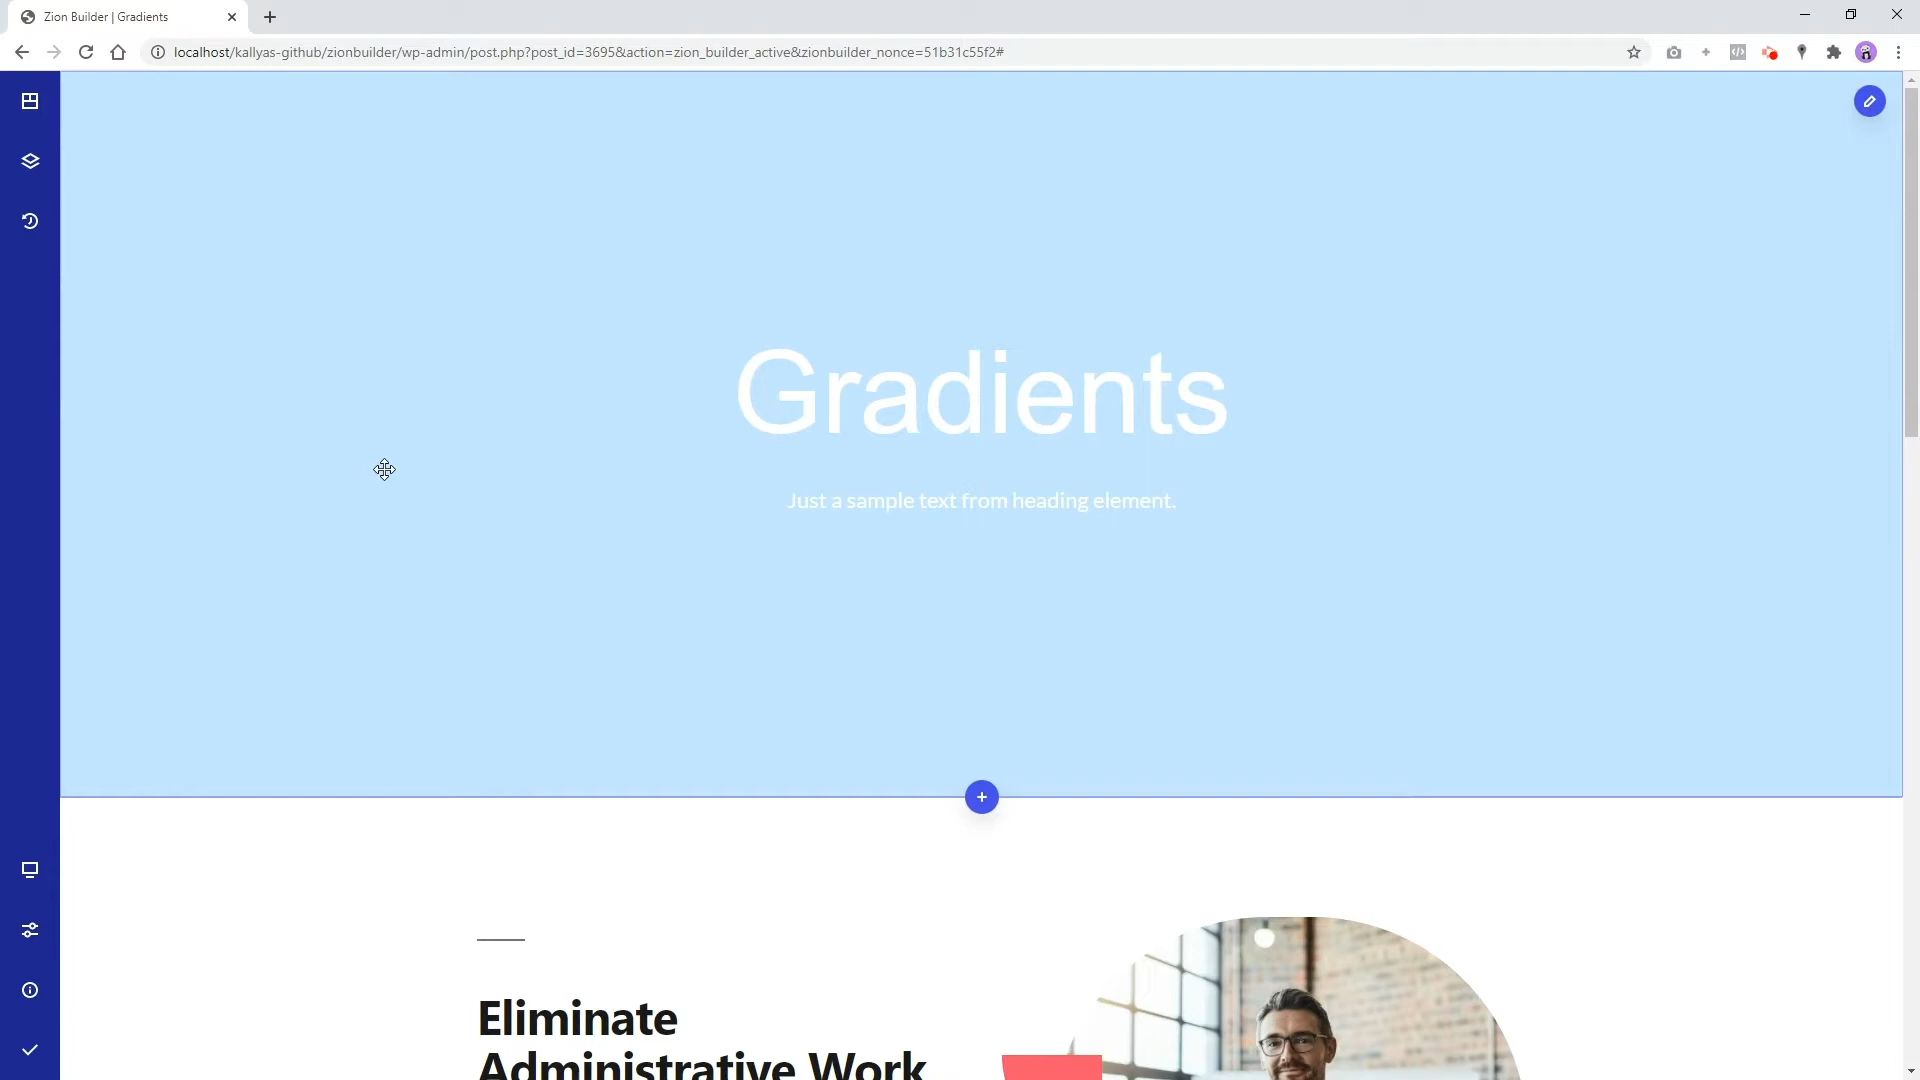 Zion Builder | Gradients
localhost/kallyas-github/zionbuilder/wp-admin/post.php?post_id=3695&action=zion_builder_active&zionbuilder_nonce=51b31c55f2#
Gradients
Just a sample text from heading element.
Eliminate
Administrative Work